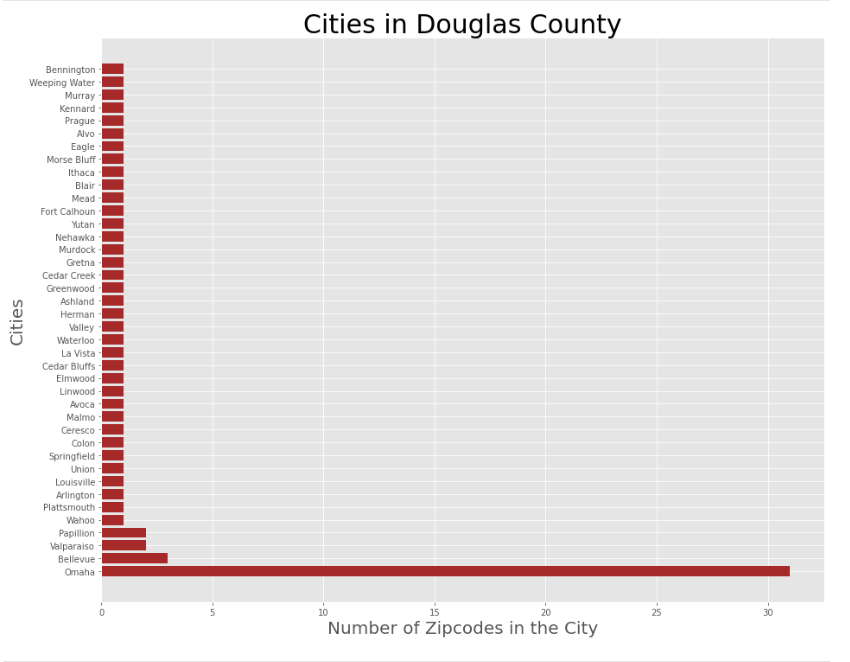 Cities in Douglas County
Bennington
Weeping Water
Murray
Kennard
Prague
Alvo
Eagle
Morse Bluff
Ithaca
Blair
Mead
Fort Calhoun
Yutan
Nehawka
Murdock
Gretna
Cedar Creek
Greenwood
Ashland
Herman
Valley
Waterloo
La Vista
Cedar Bluffs
Elmwood
Linwood
Avoca
Malmo
Ceresco
Colon
Springfield
Union
Louisville
Arlington
Plattsmouth
Wahoo
Papillion
Valparaiso
Bellevue
Omaha
Cities
0 5 10 15 20 25 30
Number of Zipcodes in the City